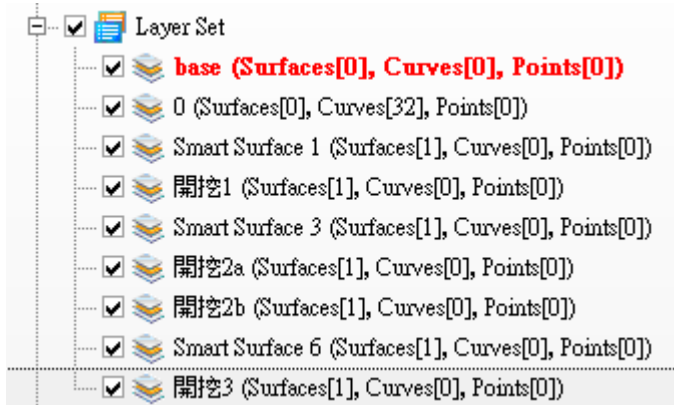 Layer Set
base (Surfaces[0], Curves[0], Points[0])
0 (Surfaces[0], Curves[32], Points[0])
Smart Surface 1 (Surfaces[1], Curves[0], Points[0])
開挖1 (Surfaces[1], Curves[0], Points[0])
Smart Surface 3 (Surfaces[1], Curves[0], Points[0])
開挖2a (Surfaces[1], Curves[0], Points[0])
開挖2b (Surfaces[1], Curves[0], Points[0])
Smart Surface 6 (Surfaces[1], Curves[0], Points[0])
開挖3 (Surfaces[1], Curves[0], Points[0])